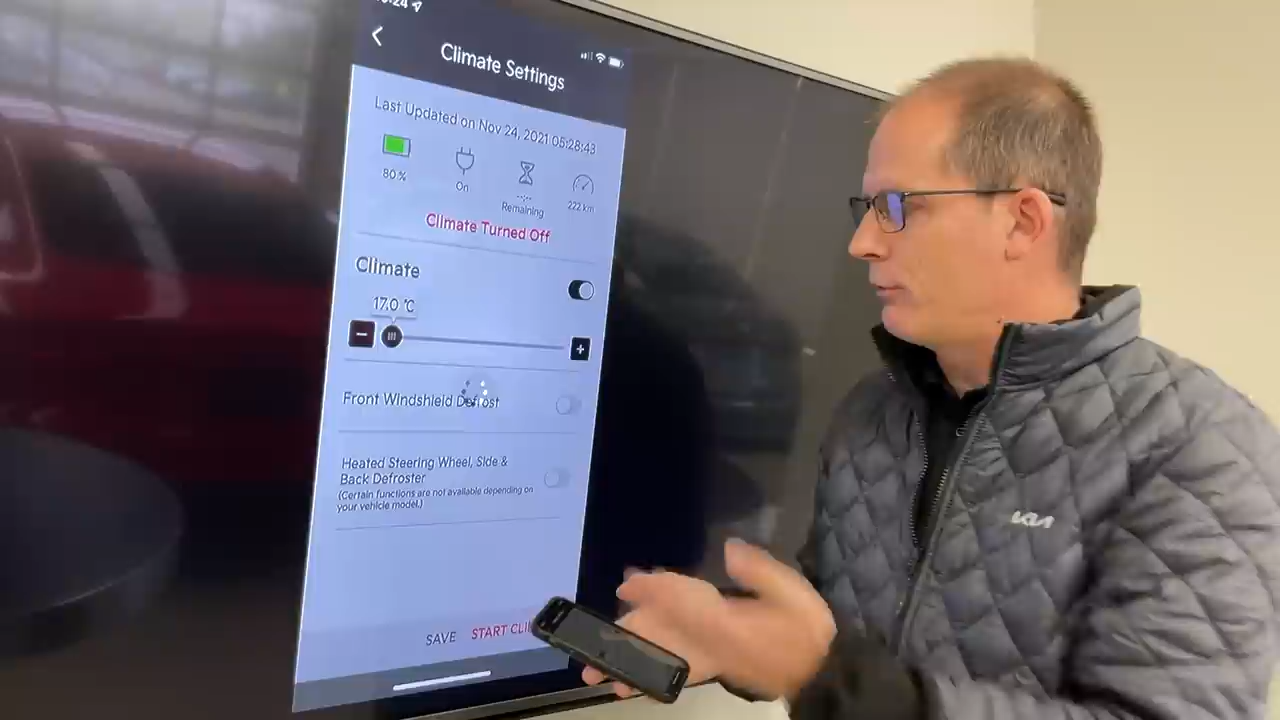 Climate Settings
Last Updated on Nov 24, 2021 05:28:43
80%
On
--:--
Remaining
222 km
Climate Turned Off
Climate
17.0 °C
Front Windshield Defrost
Heated Steering Wheel, Side &
Back Defroster
(Certain functions are not available depending on
your vehicle model.)
SAVE START CLI
KIA